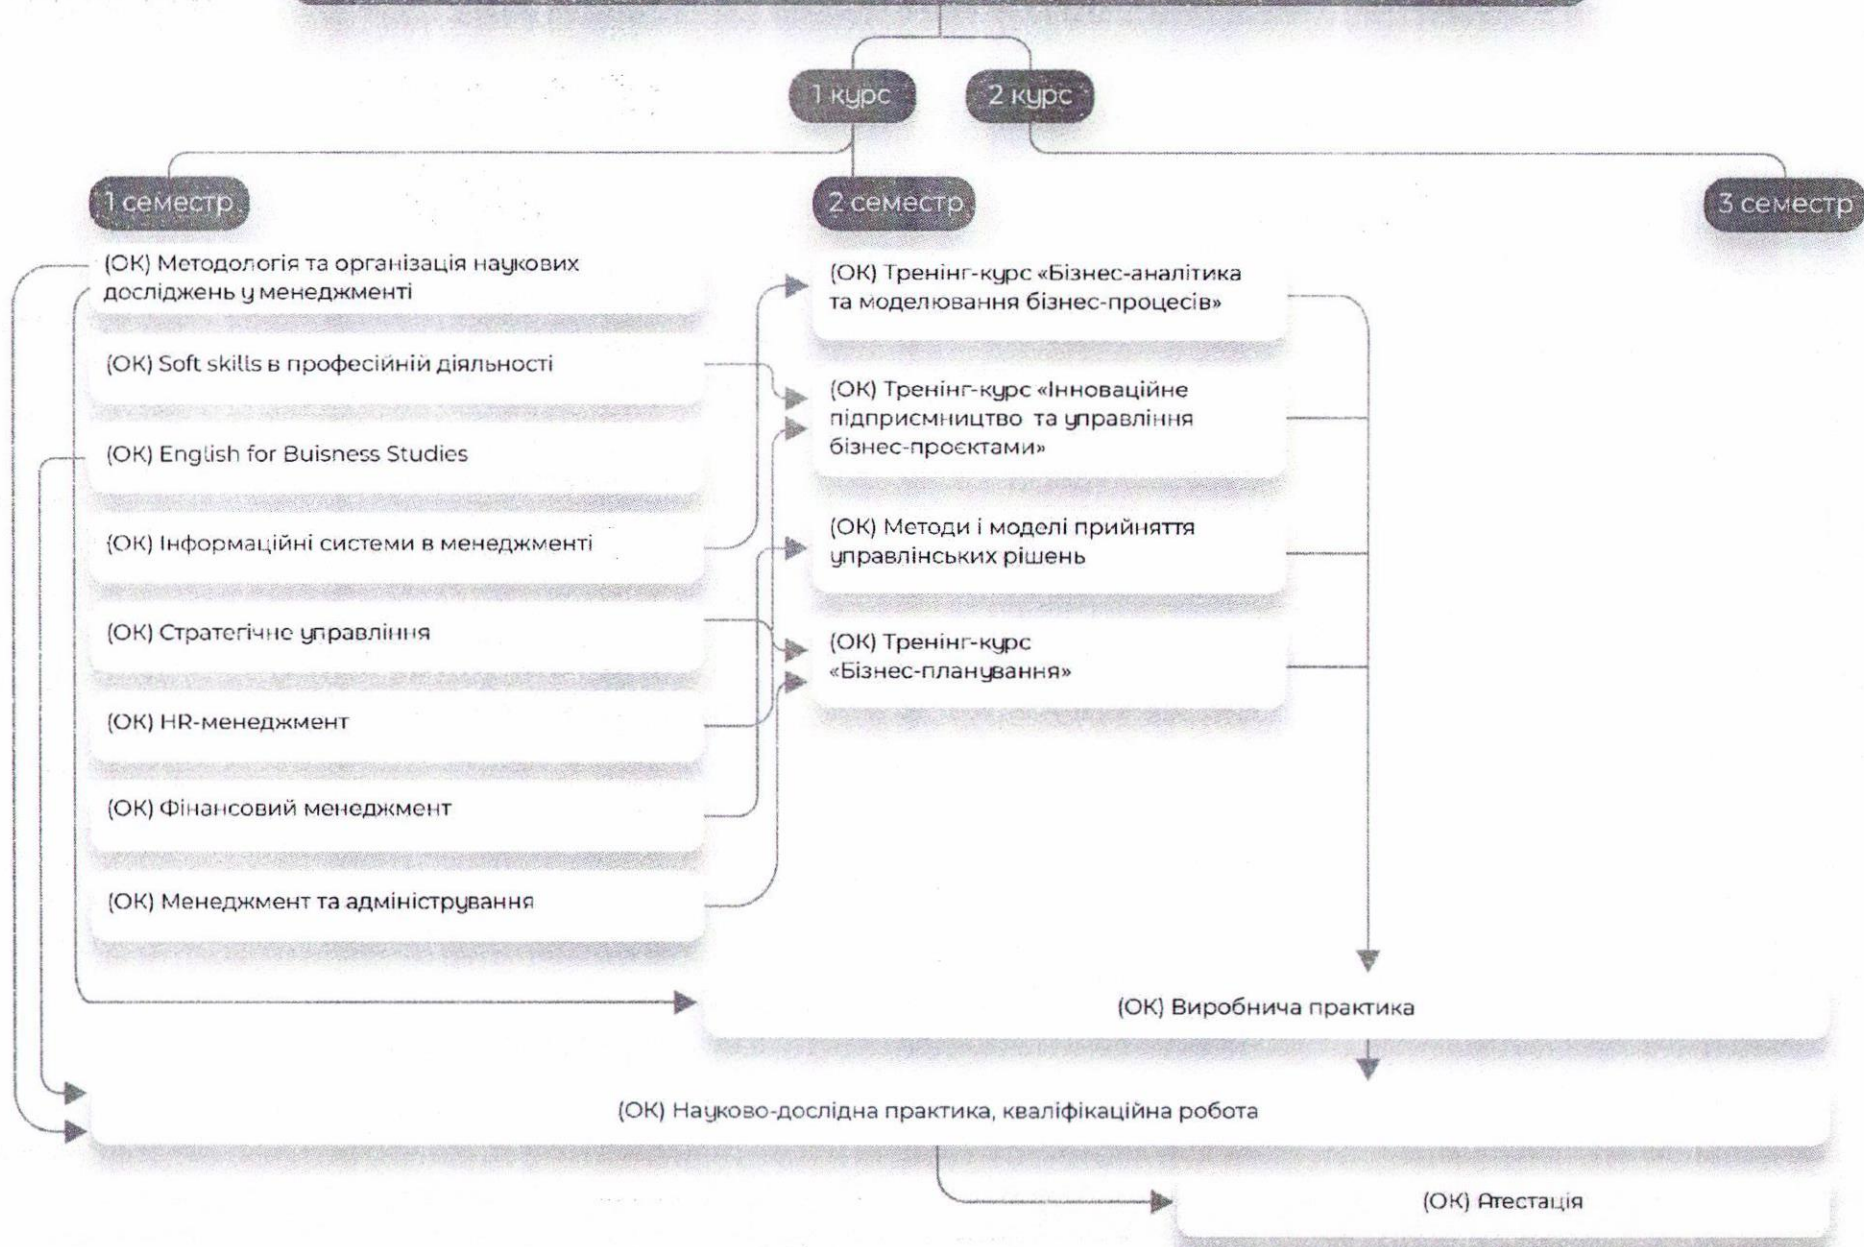 1 курс
2 курс
1 семестр
2 семестр
3 семестр
(ОК) Методологія та організація наукових
досліджень у менеджменті
(ОК) Soft skills в професійній діяльності
(ОК) English for Buisness Studies
(ОК) Інформаційні системи в менеджменті
(ОК) Стратегічне управління
(ОК) HR-менеджмент
(ОК) Фінансовий менеджмент
(ОК) Менеджмент та адміністрування
(ОК) Тренінг-курс «Бізнес-аналітика
та моделювання бізнес-процесів»
(ОК) Тренінг-курс «Інноваційне
підприємництво та управління
бізнес-проєктами»
(ОК) Методи і моделі прийняття
управлінських рішень
(ОК) Тренінг-курс
«Бізнес-планування»
(ОК) Виробнича практика
(ОК) Науково-дослідна практика, кваліфікаційна робота
(ОК) Атестація